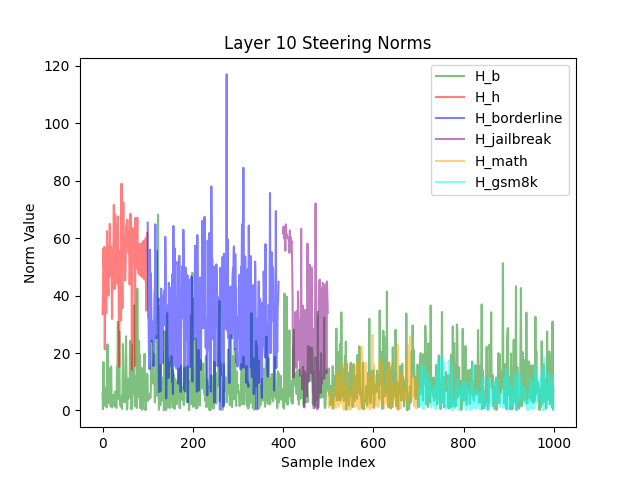 Layer 10 Steering Norms
120
100
80
60
40
20
0
Norm Value
H_b
H_h
H_borderline
H_jailbreak
H_math
H_gsm8k
0 200 400 600 800 1000
Sample Index